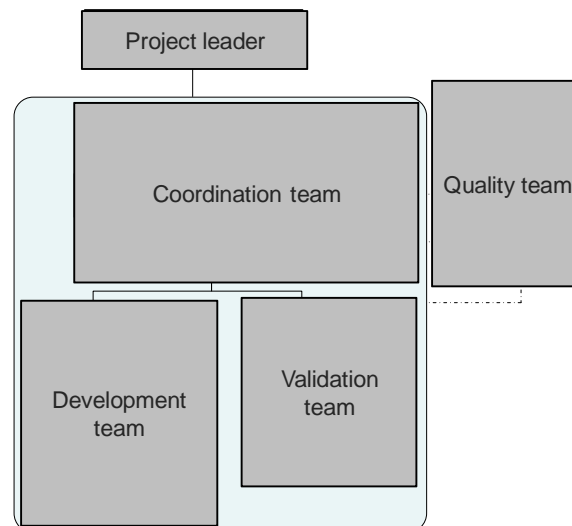 Project leader
Coordination team
Quality team
Development
team
Validation
team